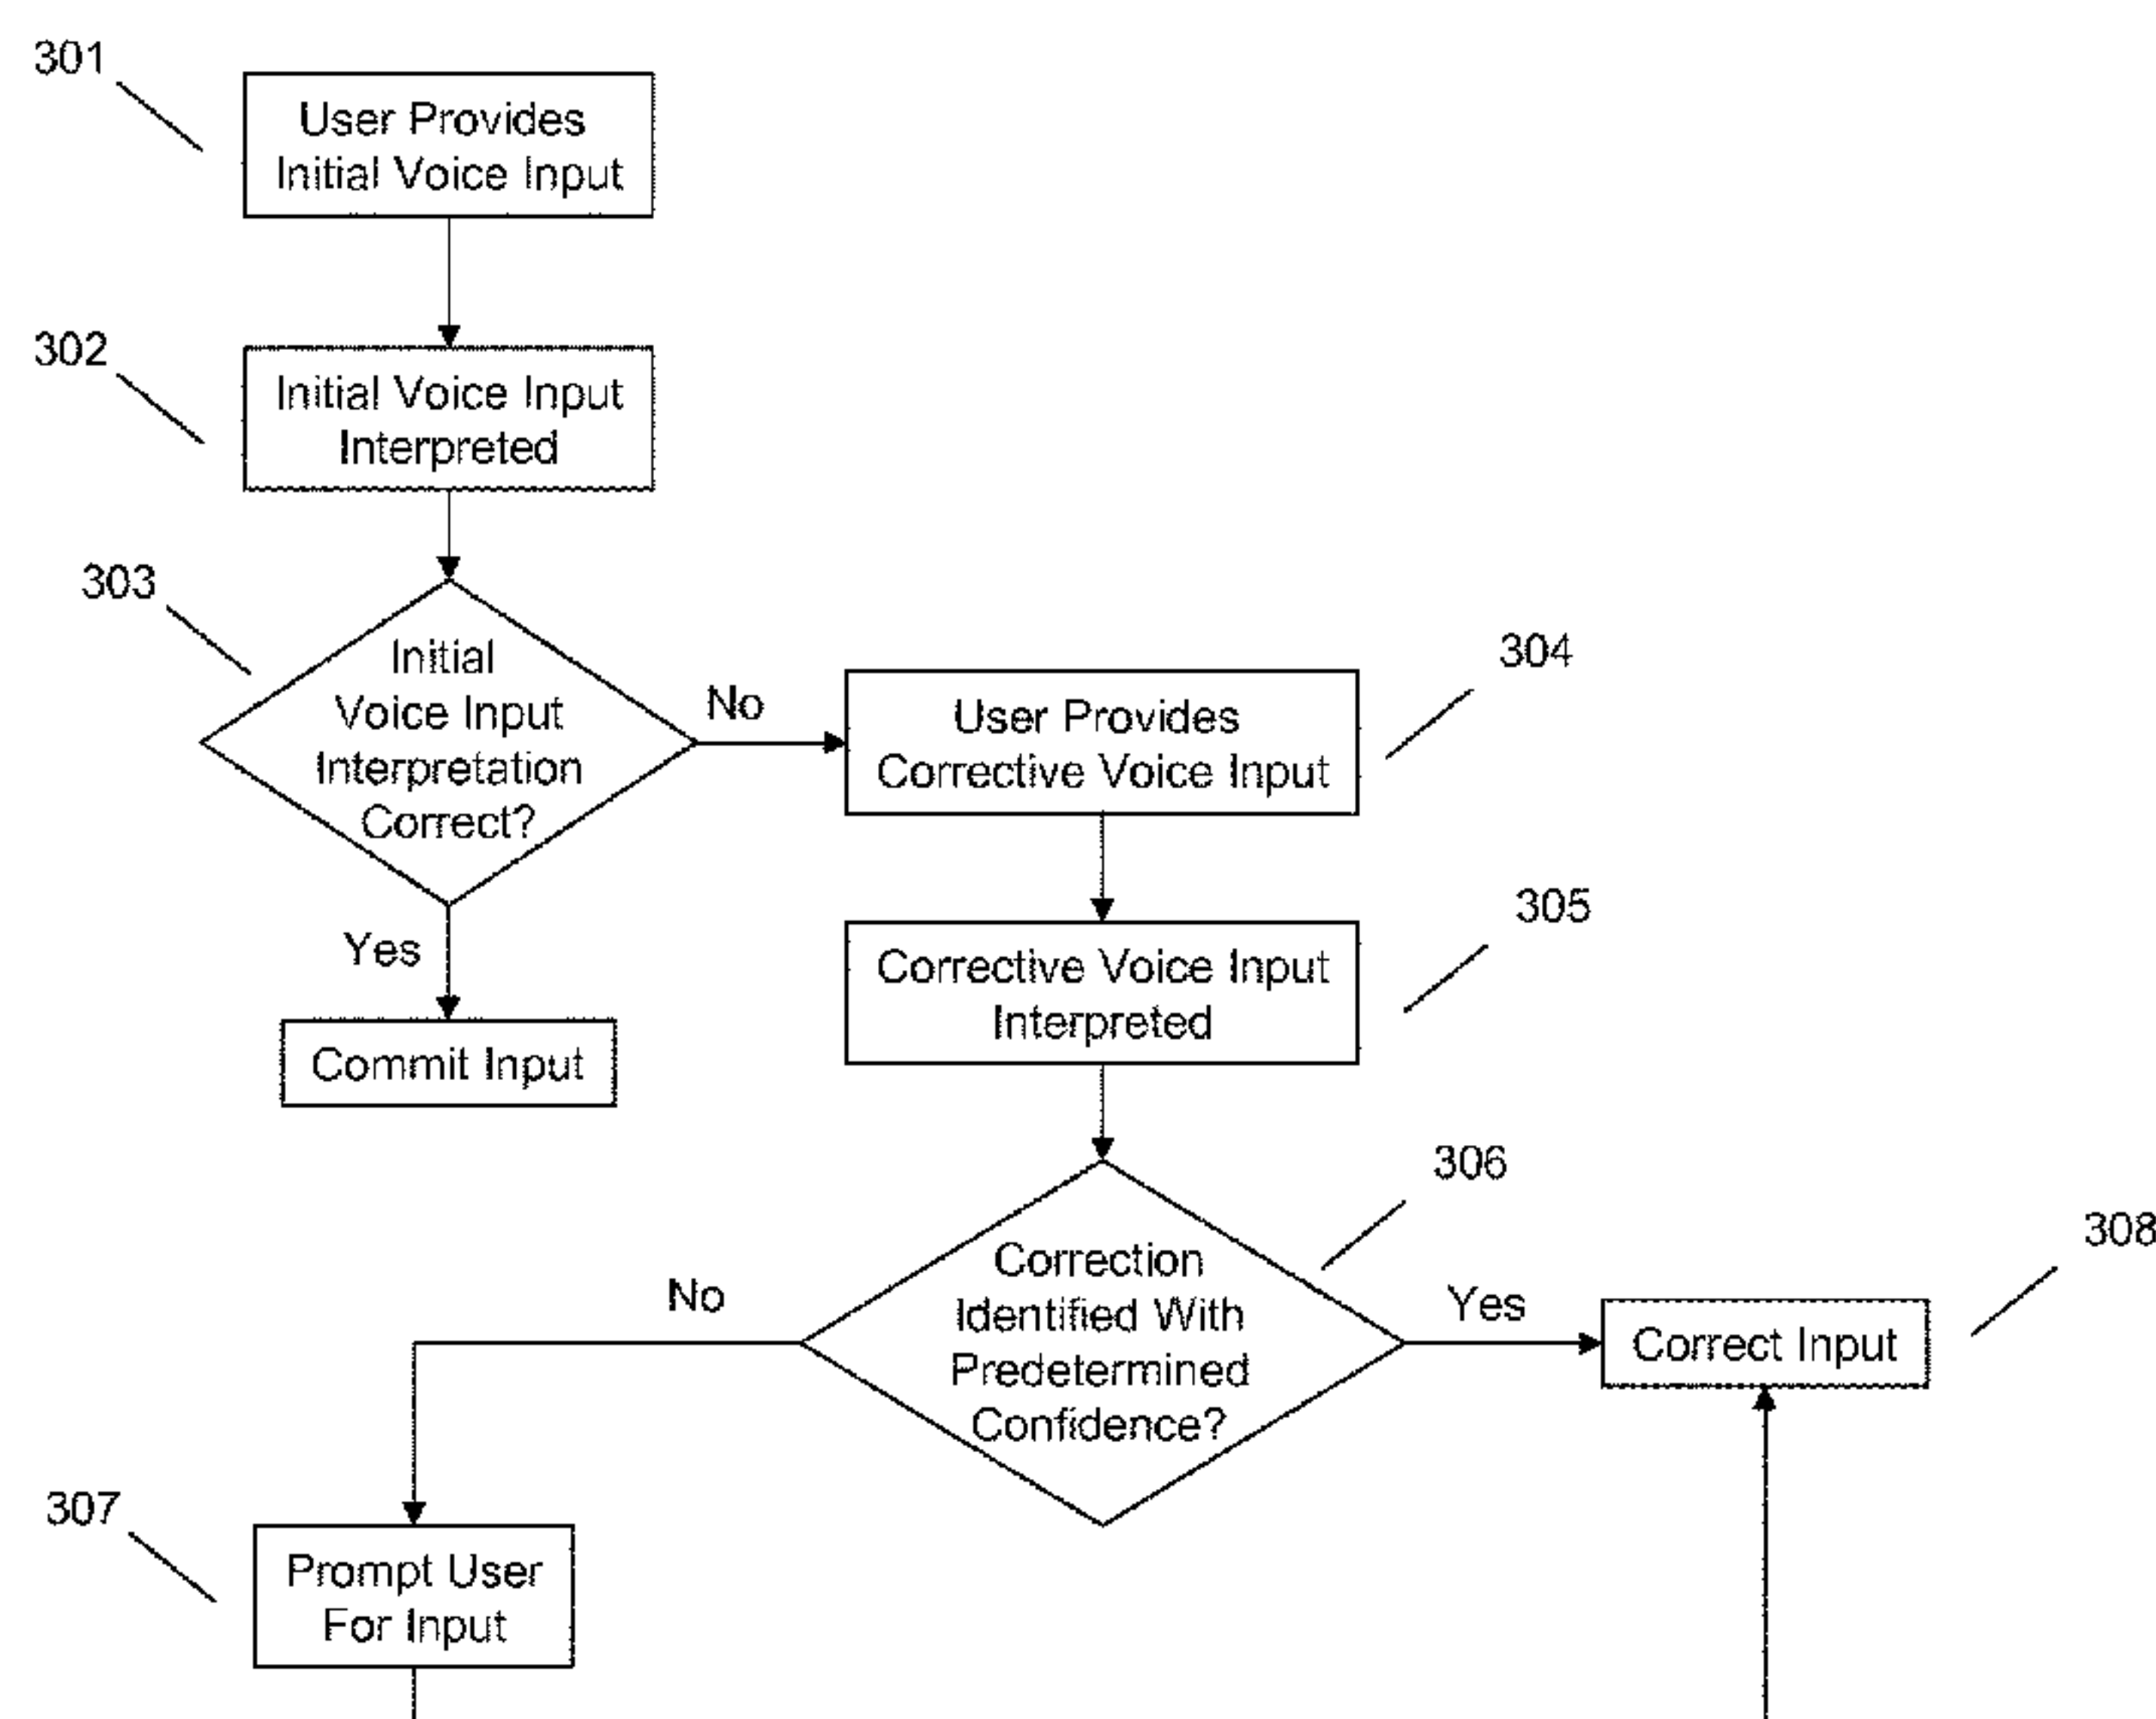 301
User Provides
Initial Voice Input
302
Initial Voice Input
Interpreted
303
Initial
Voice Input
Interpretation
Correct?
No
304
User Provides
Corrective Voice Input
Yes
305
Corrective Voice Input
Interpreted
Commit Input
306
Correction
Identified With
Predetermined
Confidence?
No
Yes
308
Correct Input
307
Prompt User
For Input